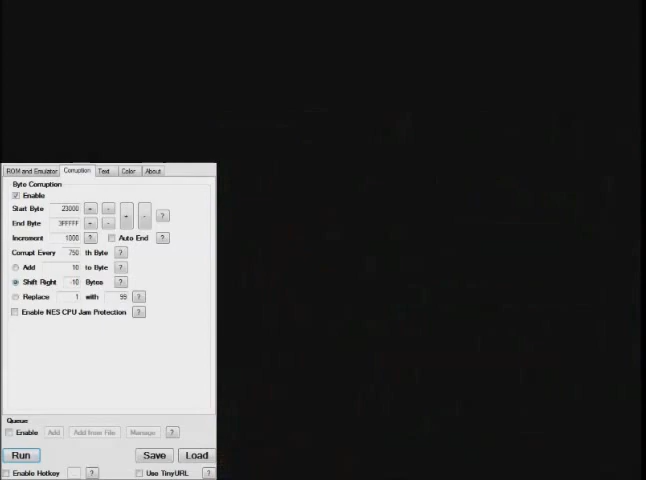 ROM and Emulator Corruption Text Color About
Byte Corruption
Enable
Start Byte 23000 + - + - ?
End Byte 3FFFFF + -
Increment 1000 ? Auto End ?
Corrupt Every 750 th Byte ?
Add 10 to Byte ?
Shift Right -10 Bytes ?
Replace 1 with 99 ?
Enable NES CPU Jam Protection ?
Queue
Enable Add Add from File Manage ?
Run Save Load
Enable Hotkey ... ? Use TinyURL ?